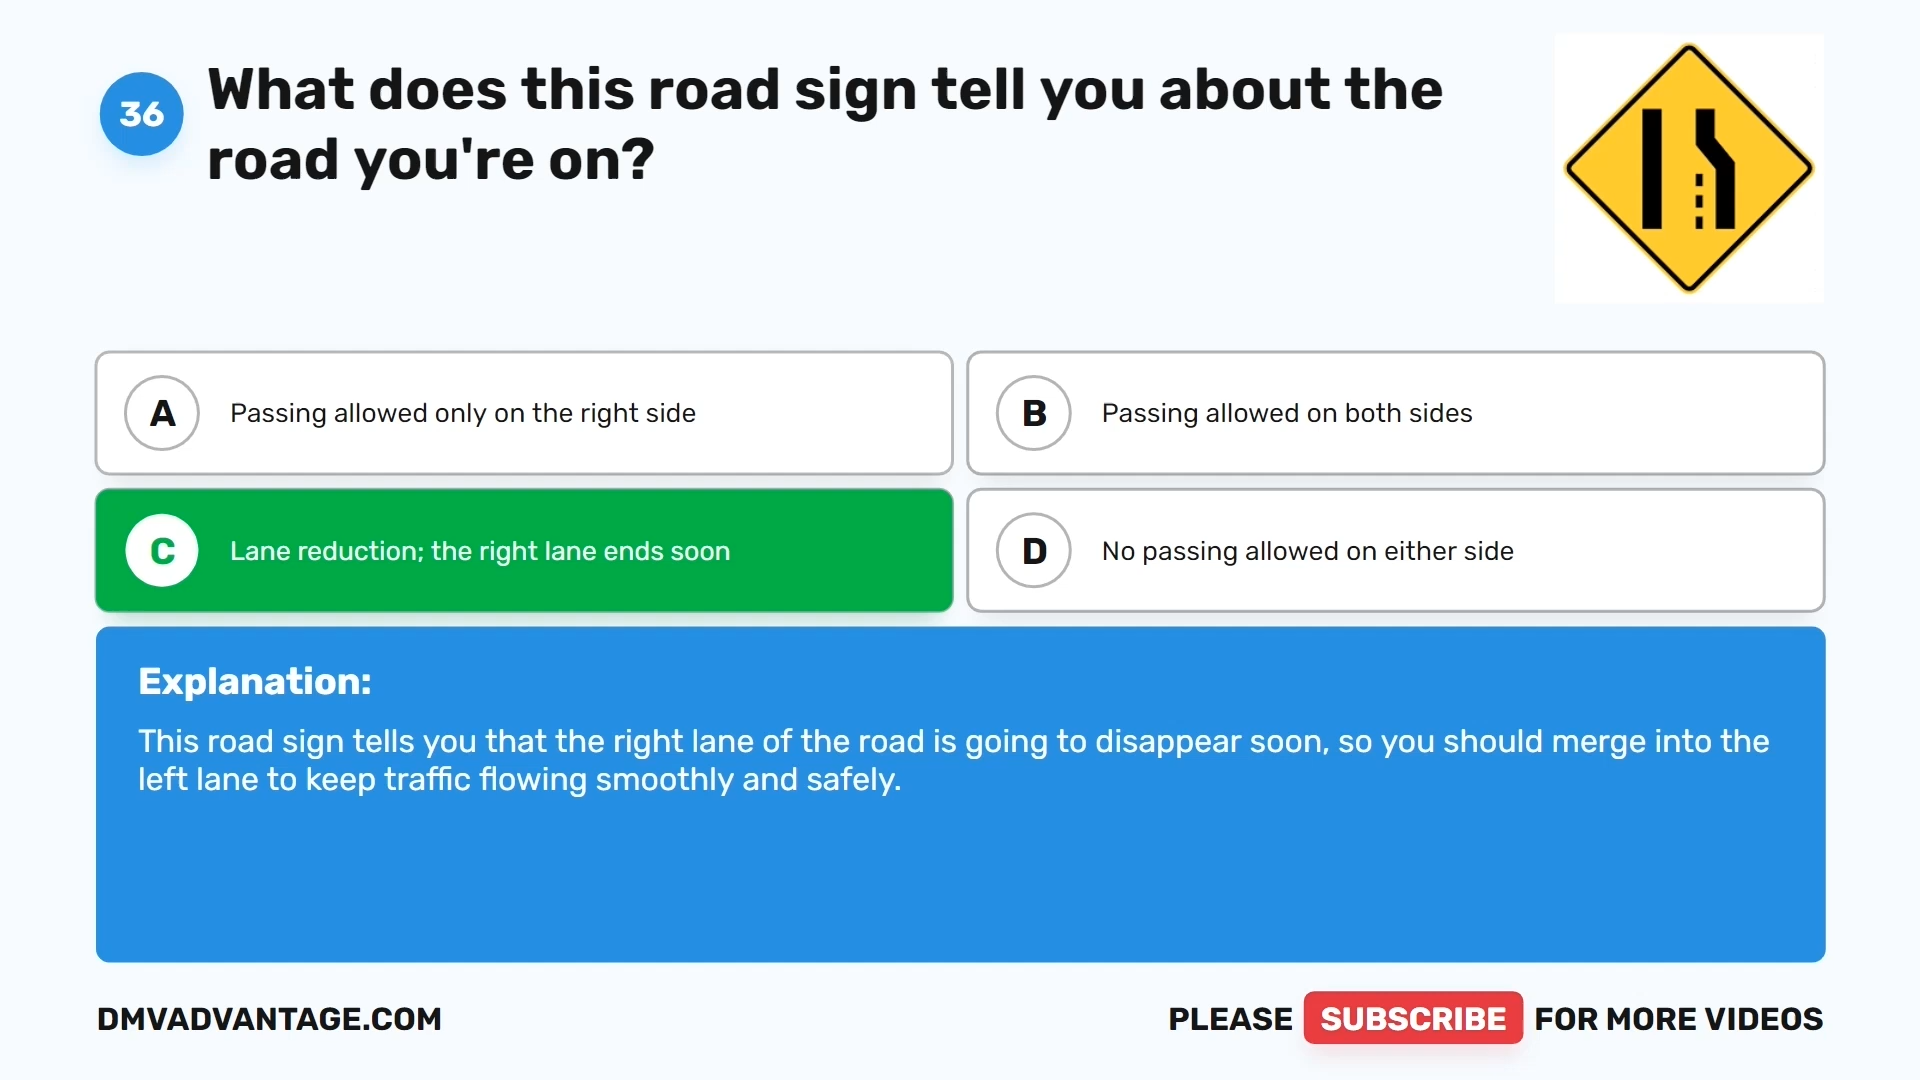 36
What does this road sign tell you about the
road you're on?
A Passing allowed only on the right side
B Passing allowed on both sides
C Lane reduction; the right lane ends soon
D No passing allowed on either side
Explanation:
This road sign tells you that the right lane of the road is going to disappear soon, so you should merge into the
left lane to keep traffic flowing smoothly and safely.
DMVADVANTAGE.COM
PLEASE SUBSCRIBE FOR MORE VIDEOS